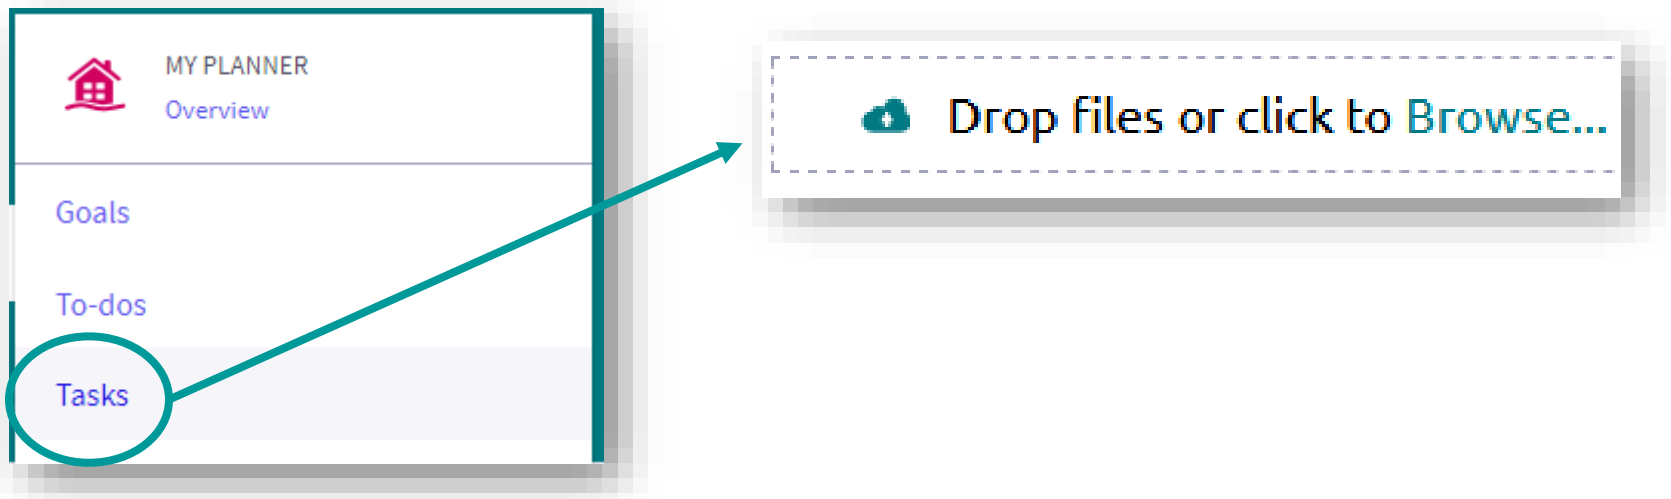 MY PLANNER
Overview
Goals
To-dos
Tasks
Drop files or click to Browse...